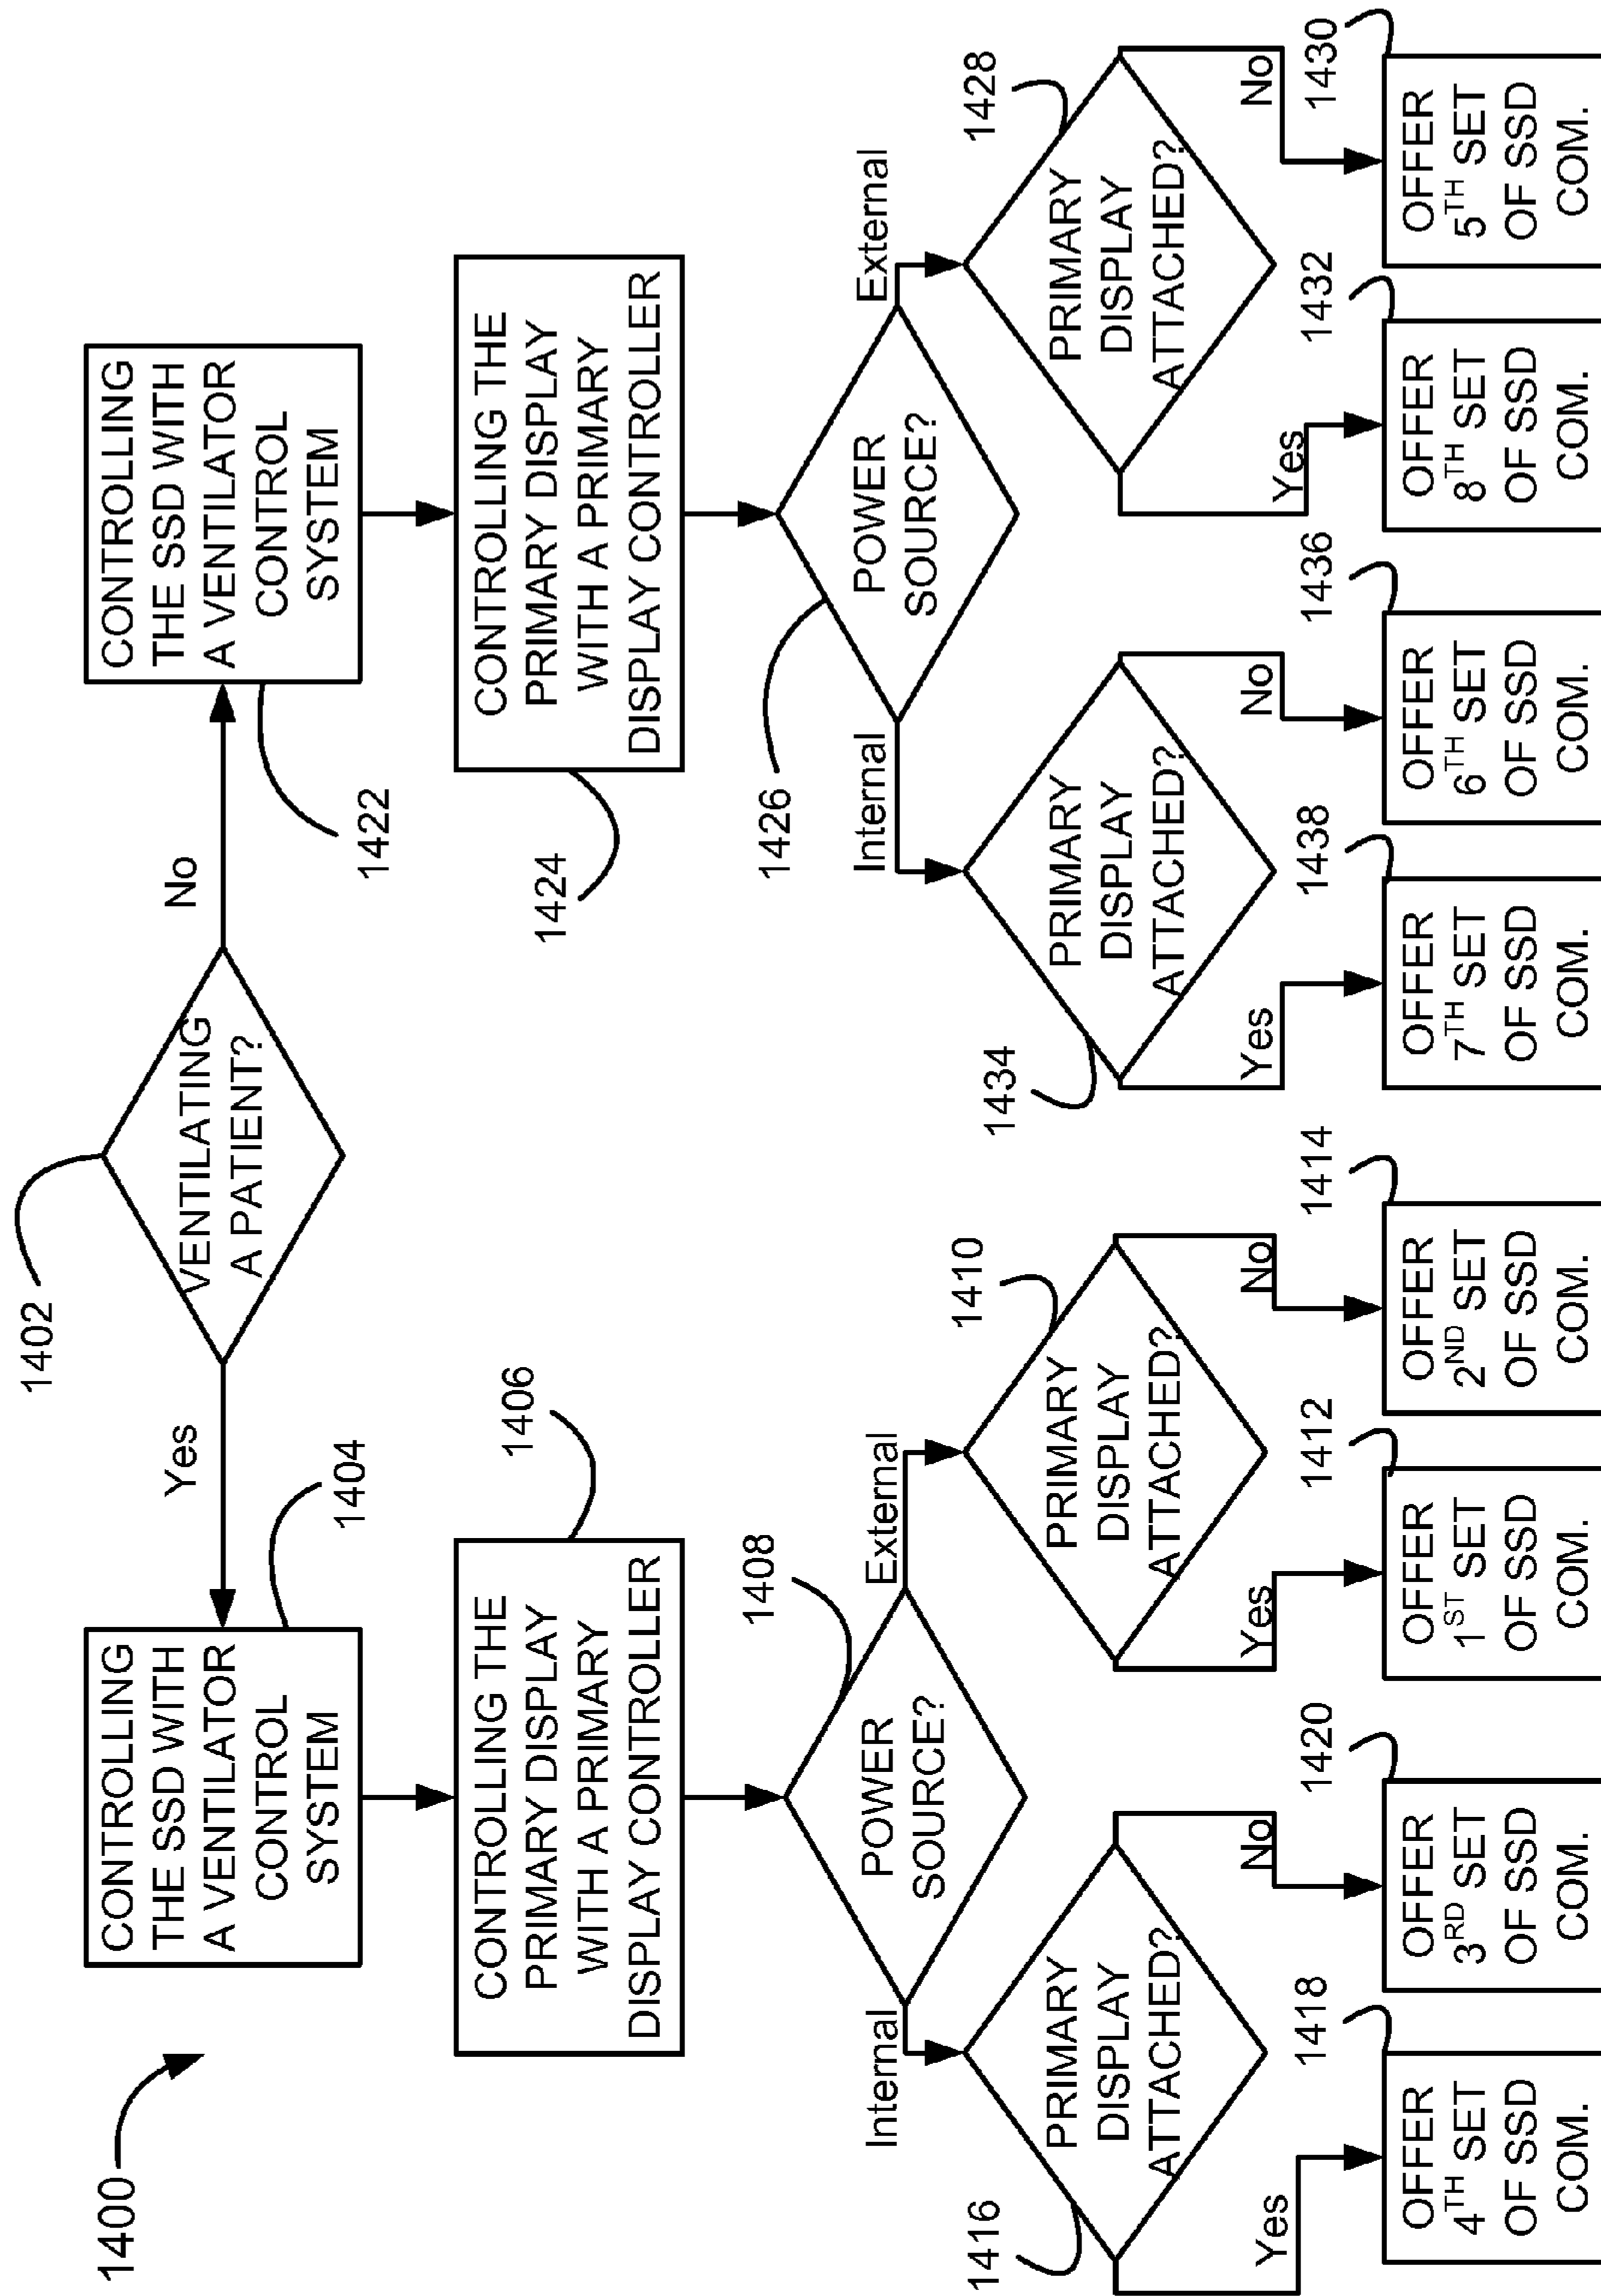 1400
1402
VENTILATING
A PATIENT?
Yes
No
CONTROLLING
THE SSD WITH
A VENTILATOR
CONTROL
SYSTEM
1404
CONTROLLING
THE SSD WITH
A VENTILATOR
CONTROL
SYSTEM
1422
CONTROLLING THE
PRIMARY DISPLAY
WITH A PRIMARY
DISPLAY CONTROLLER
1406
CONTROLLING THE
PRIMARY DISPLAY
WITH A PRIMARY
DISPLAY CONTROLLER
1424
POWER
SOURCE?
1408
Internal
External
POWER
SOURCE?
1426
Internal
External
PRIMARY
DISPLAY
ATTACHED?
1416
Yes
No
PRIMARY
DISPLAY
ATTACHED?
1410
Yes
No
PRIMARY
DISPLAY
ATTACHED?
1434
Yes
No
PRIMARY
DISPLAY
ATTACHED?
1428
Yes
No
1418
OFFER
4TH SET
OF SSD
COM.
1420
OFFER
3RD SET
OF SSD
COM.
1412
OFFER
1ST SET
OF SSD
COM.
1414
OFFER
2ND SET
OF SSD
COM.
1438
OFFER
7TH SET
OF SSD
COM.
1436
OFFER
6TH SET
OF SSD
COM.
1432
OFFER
8TH SET
OF SSD
COM.
1430
OFFER
5TH SET
OF SSD
COM.